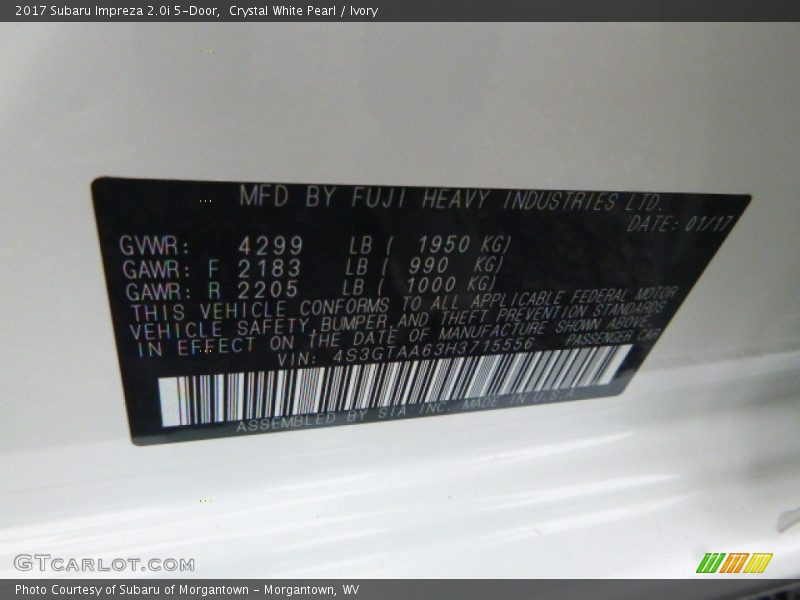 2017 Subaru Impreza 2.0i 5-Door, Crystal White Pearl / Ivory
MFD BY FUJI HEAVY INDUSTRIES LTD.
DATE: 01/17
GVWR: 4299 LB ( 1950 KG)
GAWR: F 2183 LB ( 990 KG)
GAWR: R 2205 LB ( 1000 KG)
THIS VEHICLE CONFORMS TO ALL APPLICABLE FEDERAL MOTOR
VEHICLE SAFETY, BUMPER, AND THEFT PREVENTION STANDARDS
IN EFFECT ON THE DATE OF MANUFACTURE SHOWN ABOVE.
VIN: 4S3GTAA63H3715556 PASSENGER CAR
ASSEMBLED BY SIA INC. MADE IN U.S.A.
GTCARLOT.COM
Photo Courtesy of Subaru of Morgantown - Morgantown, WV